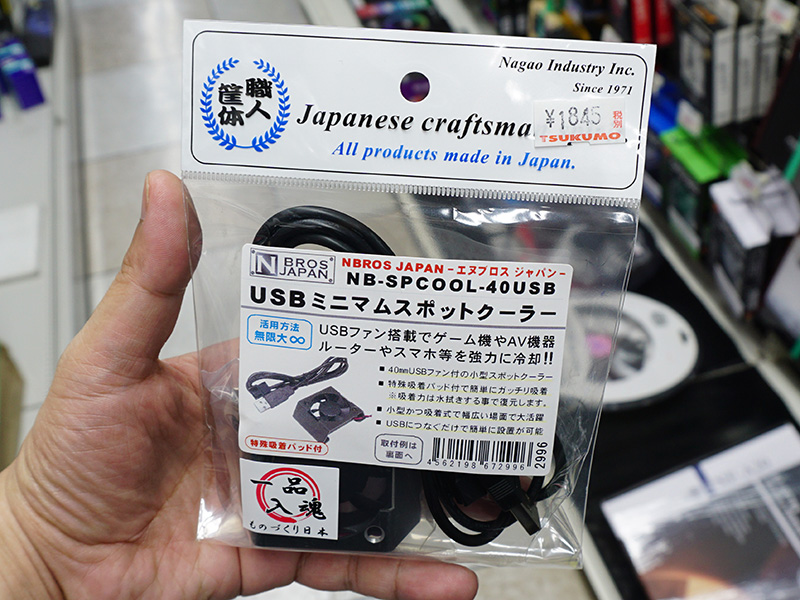 職人
筐体
Nagao Industry Inc.
Since 1971
Japanese craftsma
¥1845 税別
TSUKUMO
All products made in Japan.
N BROS JAPAN.
NBROS JAPAN -エヌブロス ジャパン-
NB-SPCOOL-40USB
USBミニマムスポットクーラー
活用方法
無限大∞
USBファン搭載でゲーム機やAV機器
ルーターやスマホ等を強力に冷却!!
■ 40mmUSBファン付の小型スポットクーラー
■ 特殊吸着パッド付で簡単にガッチリ吸着
※吸着力は水拭きする事で復元します。
■ 小型かつ吸着式で幅広い場面で大活躍
■ USBにつなぐだけで簡単に設置が可能
特殊吸着パッド付
取付例は
裏面へ
4562198672996
2996
一品
入魂
ものづくり日本